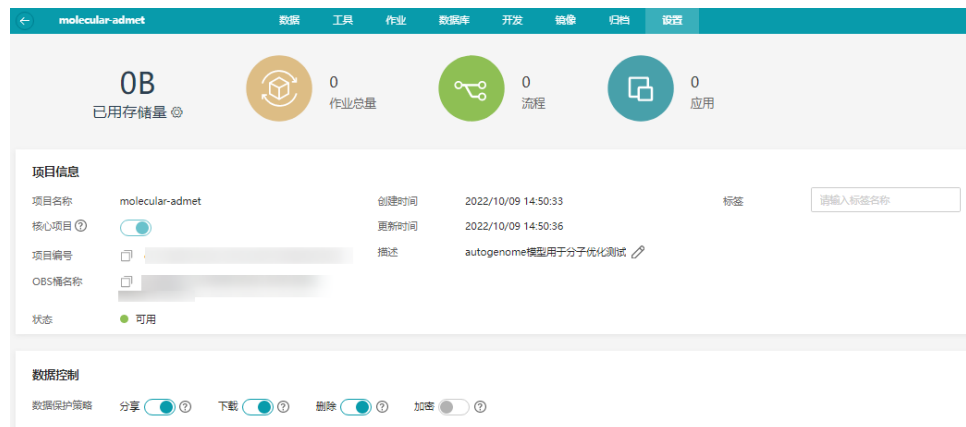 molecular-admet 数据 工具 作业 数据库 开发 镜像 归档 设置
0B
已用存储量
0
作业总量
0
流程
0
应用
项目信息
项目名称 molecular-admet 创建时间 2022/10/09 14:50:33 标签 请输入标签名称
核心项目 更新时间 2022/10/09 14:50:36
项目编号 描述 autogenome模型用于分子优化测试
OBS桶名称
状态 可用
数据控制
数据保护策略 分享 下载 删除 加密